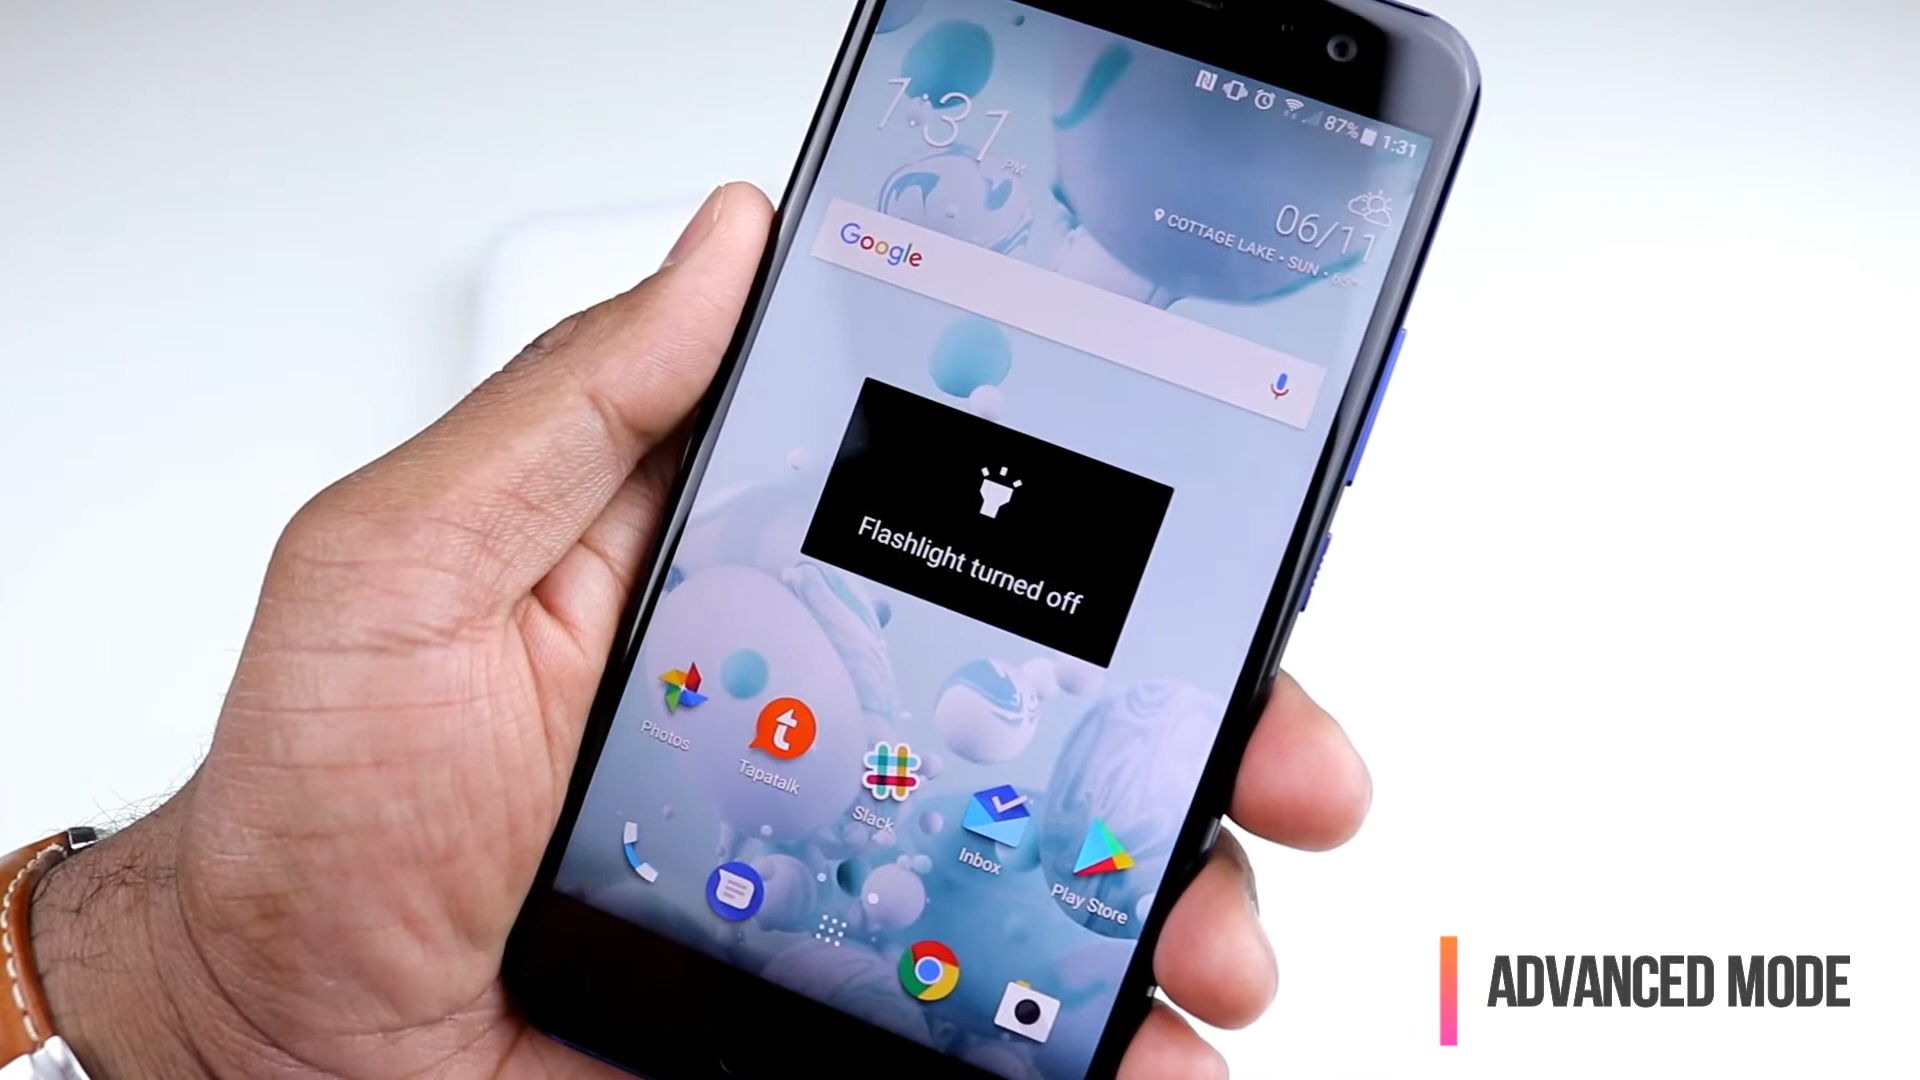 87% 1:31
1:31 PM
06/11
COTTAGE LAKE • SUN • 65°
Google
Flashlight turned off
Photos
Tapatalk
Slack
Inbox
Play Store
ADVANCED MODE